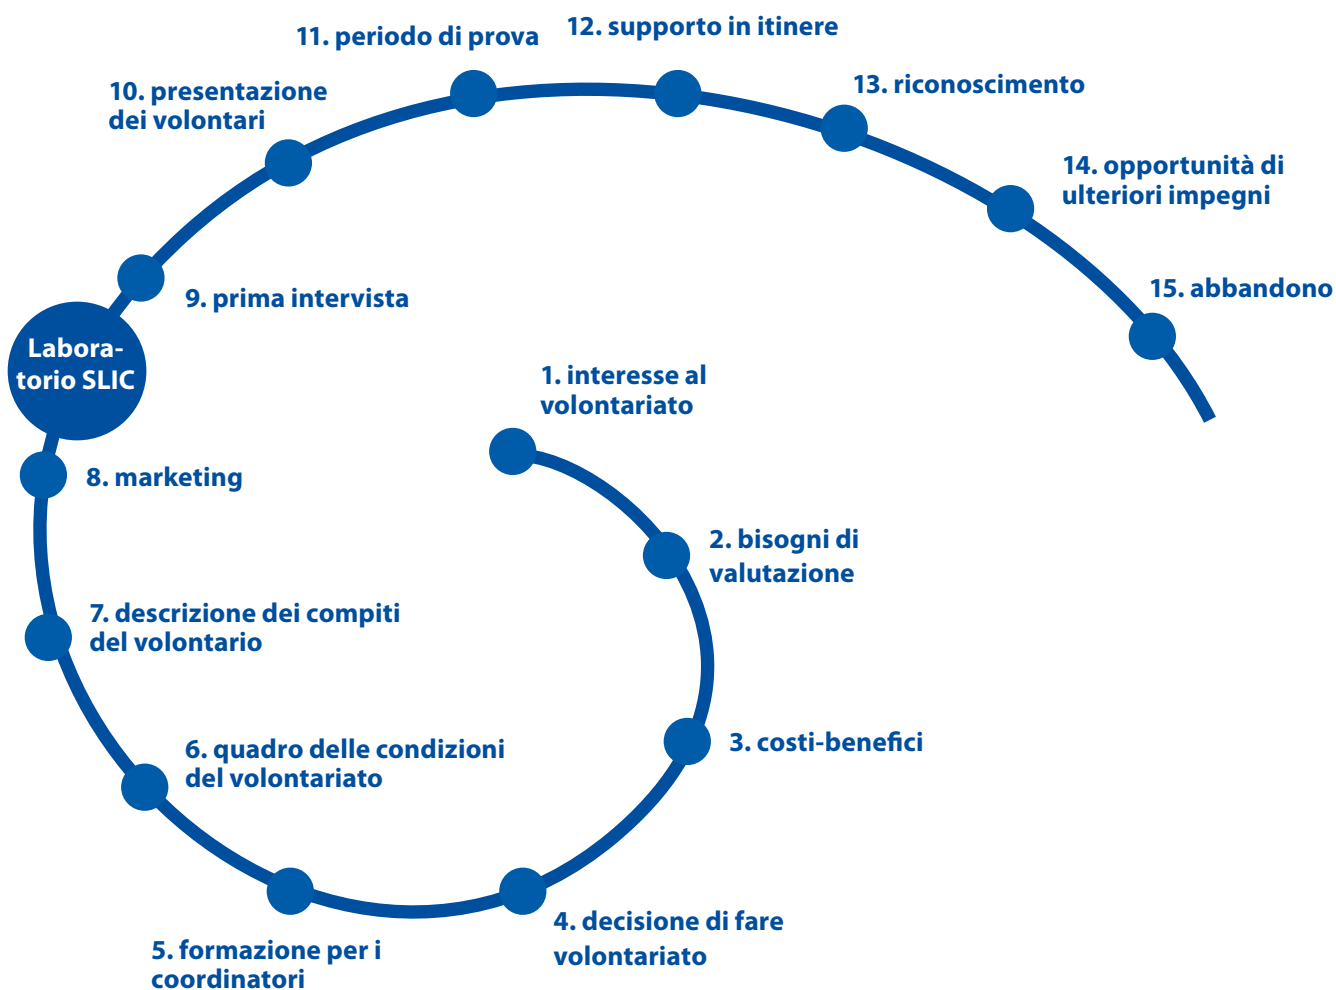 1. interesse al
volontariato
2. bisogni di
valutazione
3. costi-benefici
4. decisione di fare
volontariato
5. formazione per i
coordinatori
6. quadro delle condizioni
del volontariato
7. descrizione dei compiti
del volontario
8. marketing
Labora-
torio SLIC
9. prima intervista
10. presentazione
dei volontari
11. periodo di prova
12. supporto in itinere
13. riconoscimento
14. opportunità di
ulteriori impegni
15. abbandono